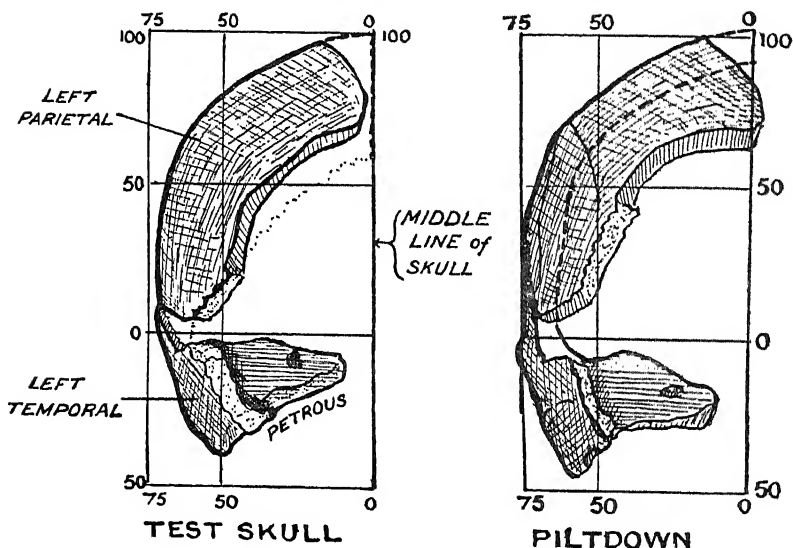 75 50 0
100 100
LEFT
PARIETAL
50
0
LEFT
TEMPORAL
PETROUS
50
75 50 0
TEST SKULL
(MIDDLE
LINE of
SKULL
75 50 0
100
50
0
50
75 50 0
PILTDOWN